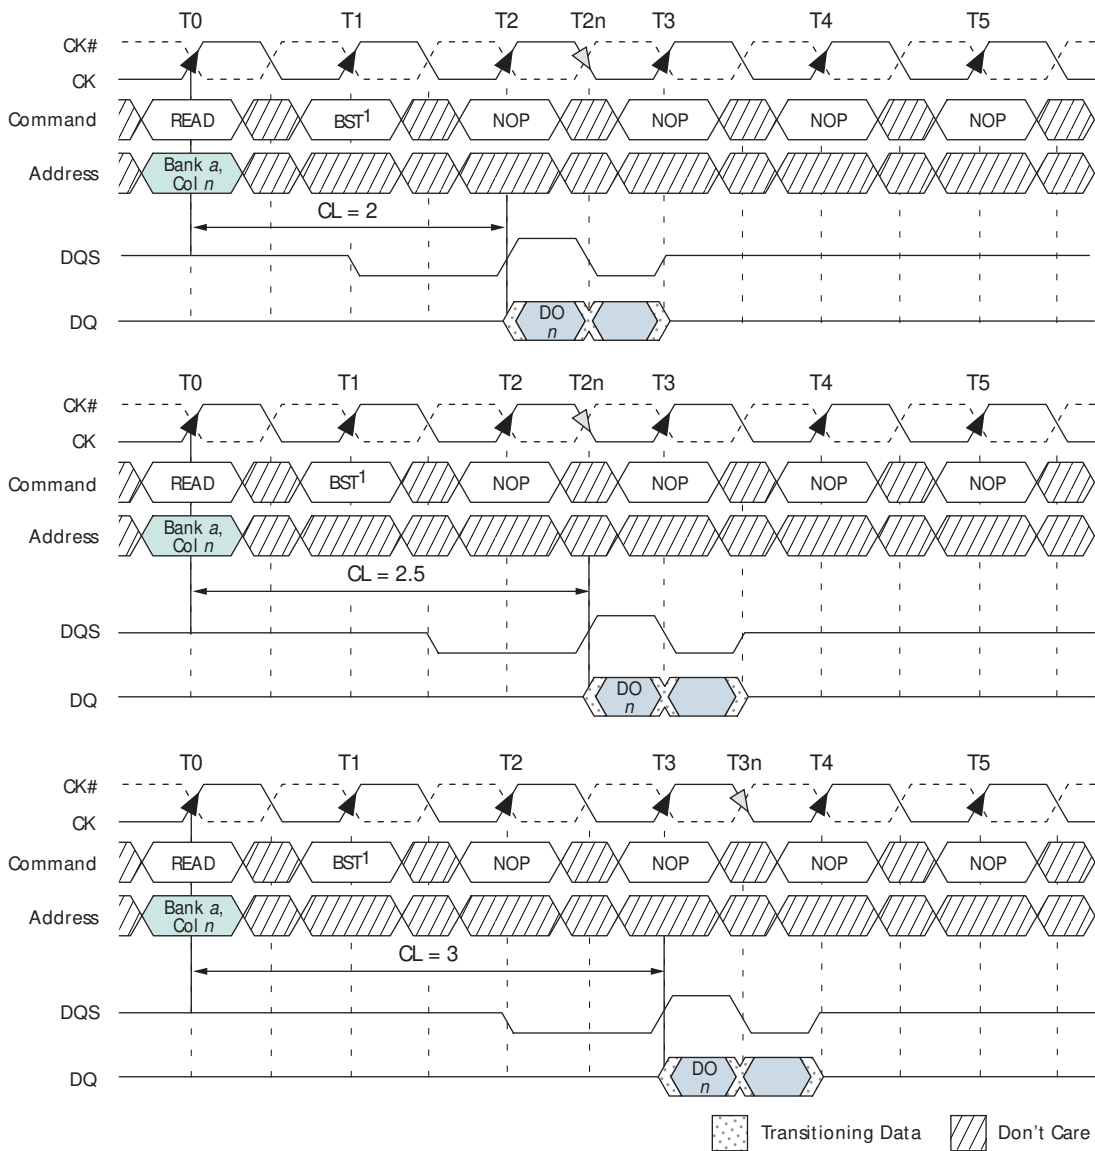 T0 T1 T2 T2n T3 T4 T5
CK#
CK
Command READ BST1 NOP NOP NOP NOP
Address Bank a,
Col n
CL = 2
DQS
DQ DO
n
T0 T1 T2 T2n T3 T4 T5
CK#
CK
Command READ BST1 NOP NOP NOP NOP
Address Bank a,
Col n
CL = 2.5
DQS
DQ DO
n
T0 T1 T2 T3 T3n T4 T5
CK#
CK
Command READ BST1 NOP NOP NOP NOP
Address Bank a,
Col n
CL = 3
DQS
DQ DO
n
Transitioning Data Don't Care